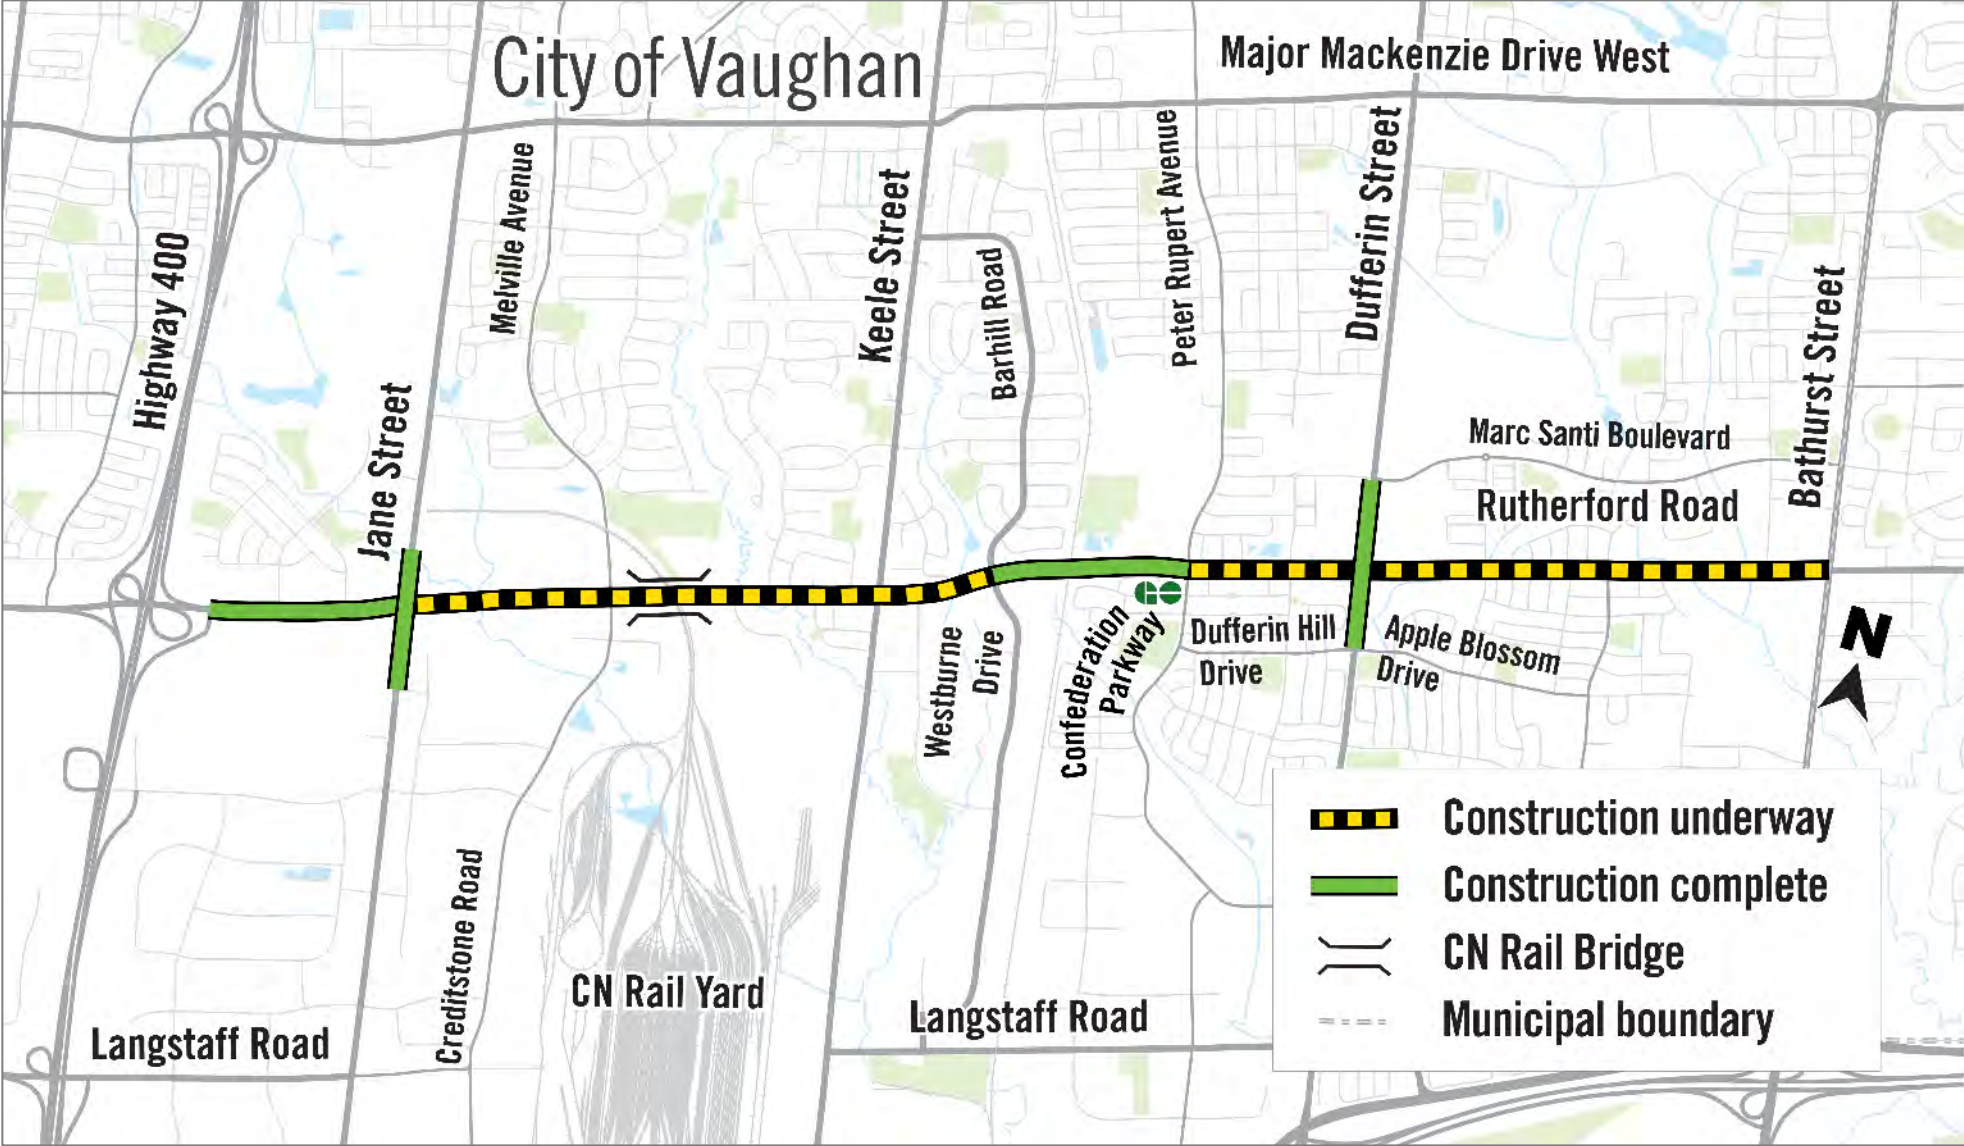 City of Vaughan
Major Mackenzie Drive West
Highway 400
Jane Street
Melville Avenue
Keele Street
Barhill Road
Peter Rupert Avenue
Dufferin Street
Bathurst Street
Marc Santi Boulevard
Rutherford Road
Westburne
Drive
Confederation
Parkway
Dufferin Hill
Drive
Apple Blossom
Drive
N
Creditstone Road
CN Rail Yard
Langstaff Road
Langstaff Road
Construction underway
Construction complete
CN Rail Bridge
Municipal boundary